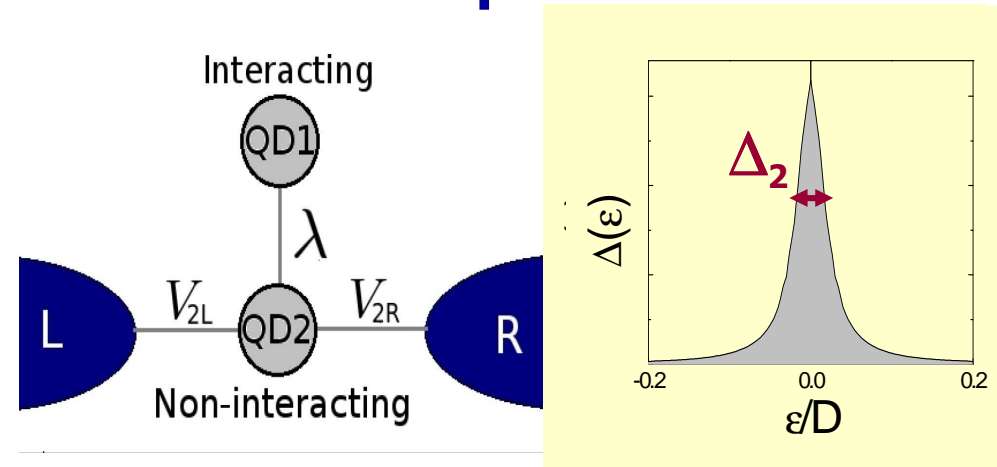 Interacting
QD1
λ
V2L
V2R
L
QD2
R
Non-interacting
Δ2
Δ(ε)
-0.2
0.0
0.2
ε/D